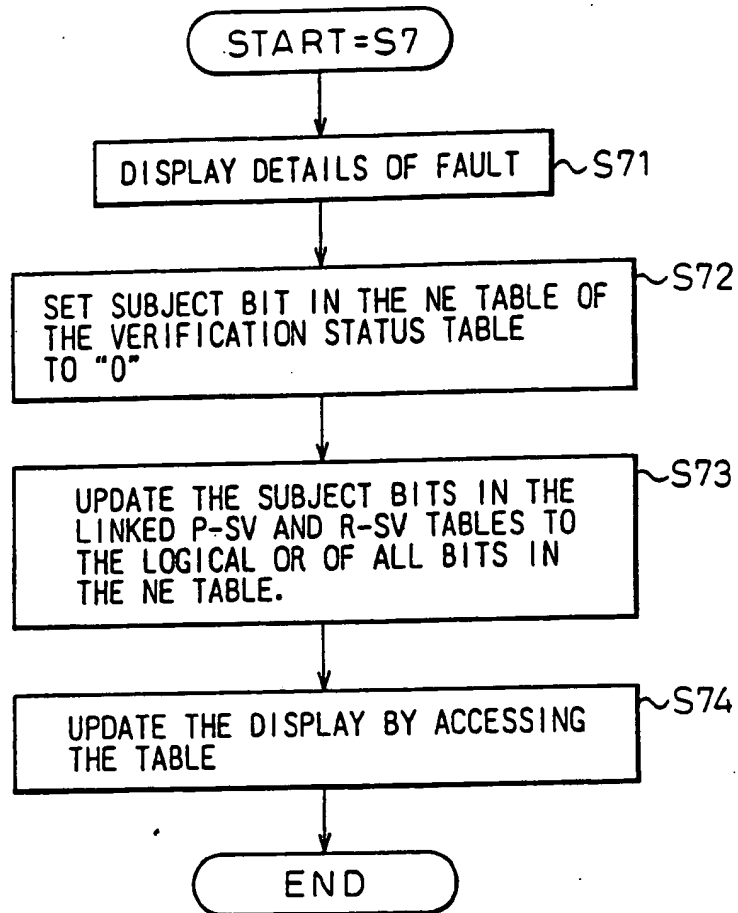 START=S7
DISPLAY DETAILS OF FAULT
S71
S72
SET SUBJECT BIT IN THE NE TABLE OF
THE VERIFICATION STATUS TABLE
TO "0"
S73
UPDATE THE SUBJECT BITS IN THE
LINKED P-SV AND R-SV TABLES TO
THE LOGICAL OR OF ALL BITS IN
THE NE TABLE.
S74
UPDATE THE DISPLAY BY ACCESSING
THE TABLE
END